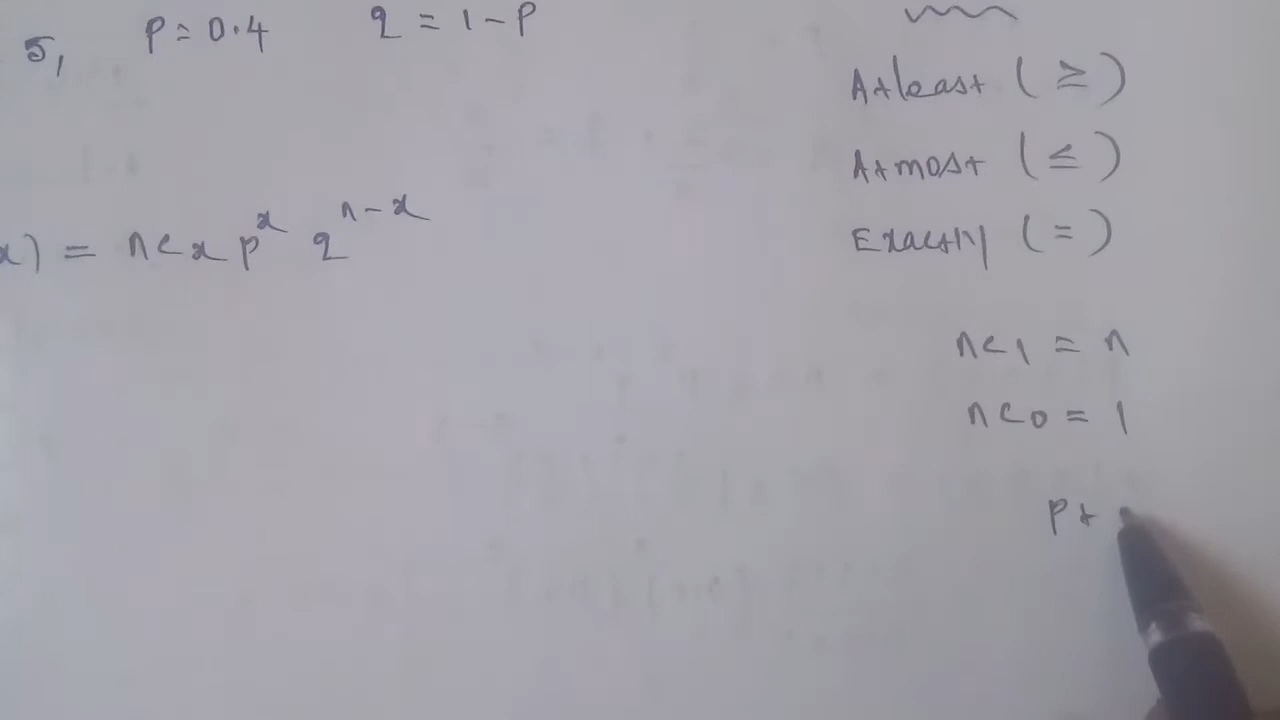 5, p = 0.4 q = 1 - p
x) = ncx p^x q^n-x
Atleast ( ≥ )
Atmost ( ≤ )
Exactly ( = )
nc1 = n
nc0 = 1
p +